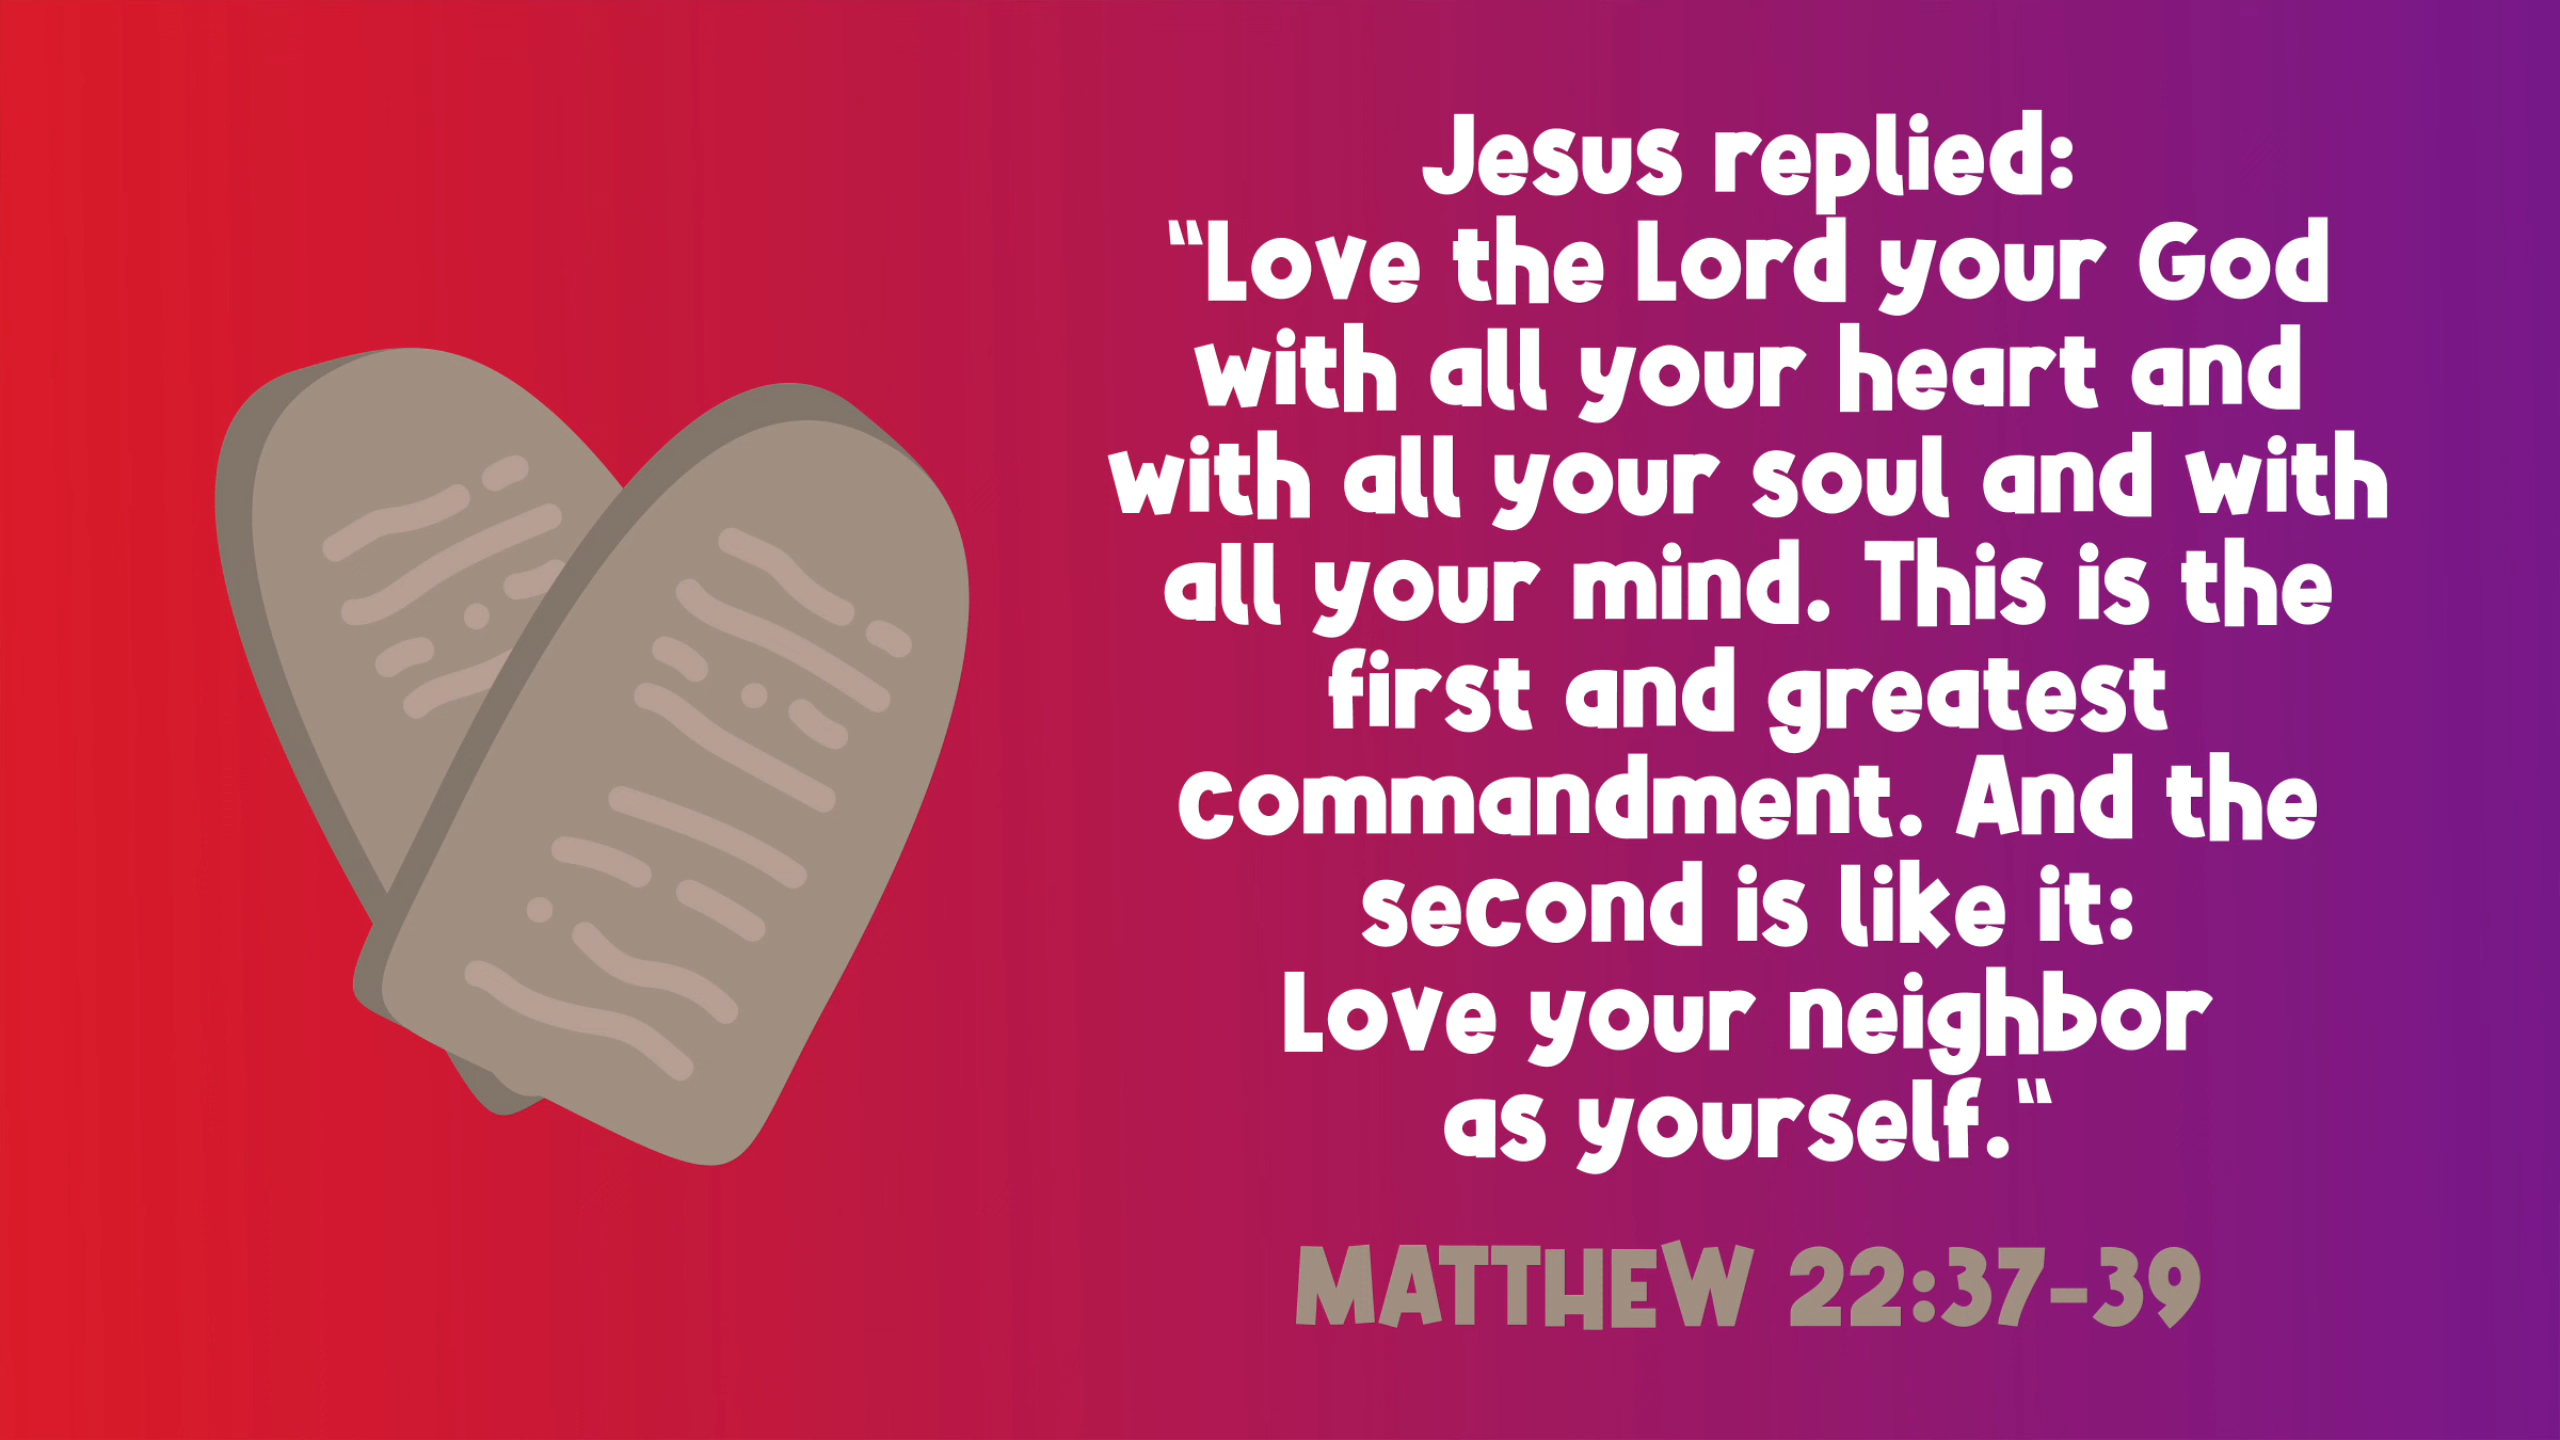 Jesus replied:
“Love the Lord your God
with all your heart and
with all your soul and with
all your mind. This is the
first and greatest
commandment. And the
second is like it:
Love your neighbor
as yourself.“
MATTHEW 22:37-39